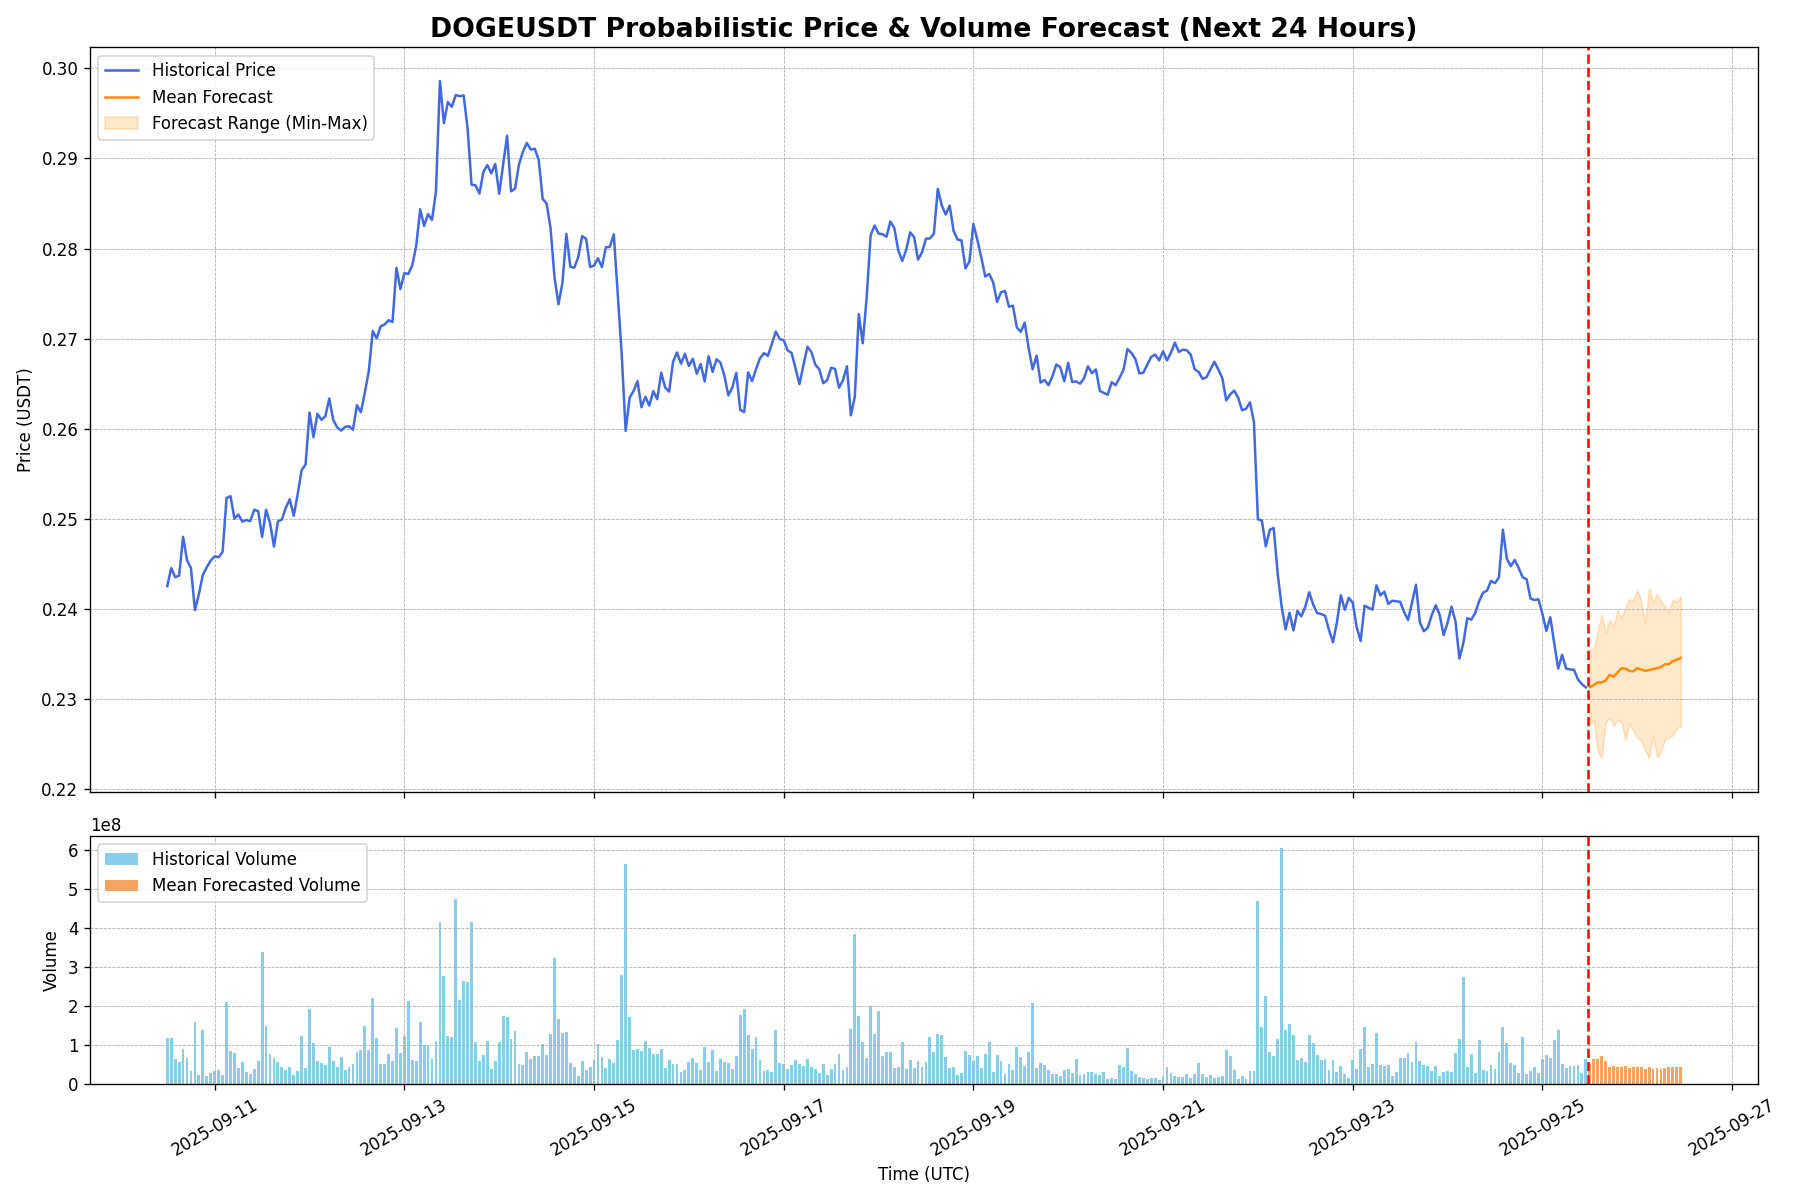 DOGEUSDT Probabilistic Price & Volume Forecast (Next 24 Hours)
Historical Price
Mean Forecast
Forecast Range (Min-Max)
0.30
0.29
0.28
0.27
0.26
0.25
0.24
0.23
0.22
Price (USDT)
1e8
Historical Volume
Mean Forecasted Volume
6
5
4
3
2
1
0
Volume
2025-09-11
2025-09-13
2025-09-15
2025-09-17
2025-09-19
2025-09-21
2025-09-23
2025-09-25
2025-09-27
Time (UTC)